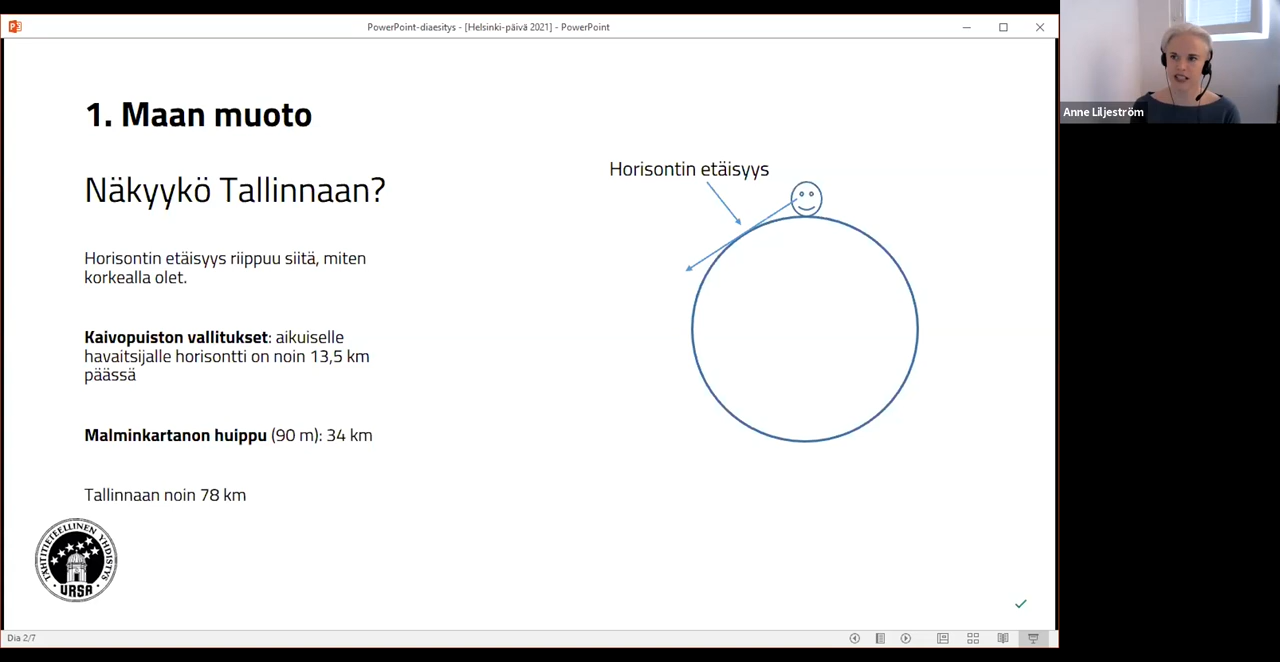 PowerPoint-diaesitys - [Helsinki-päivä 2021] - PowerPoint
Anne Liljeström
1. Maan muoto
Näkyykö Tallinnaan?
Horisontin etäisyys
Horisontin etäisyys riippuu siitä, miten
korkealla olet.
Kaivopuiston vallitukset: aikuiselle
havaitsijalle horisontti on noin 13,5 km
päässä
Malminkartanon huippu (90 m): 34 km
Tallinnaan noin 78 km
TÄHTITIETEELLINEN YHDISTYS
URSA
Dia 2/7